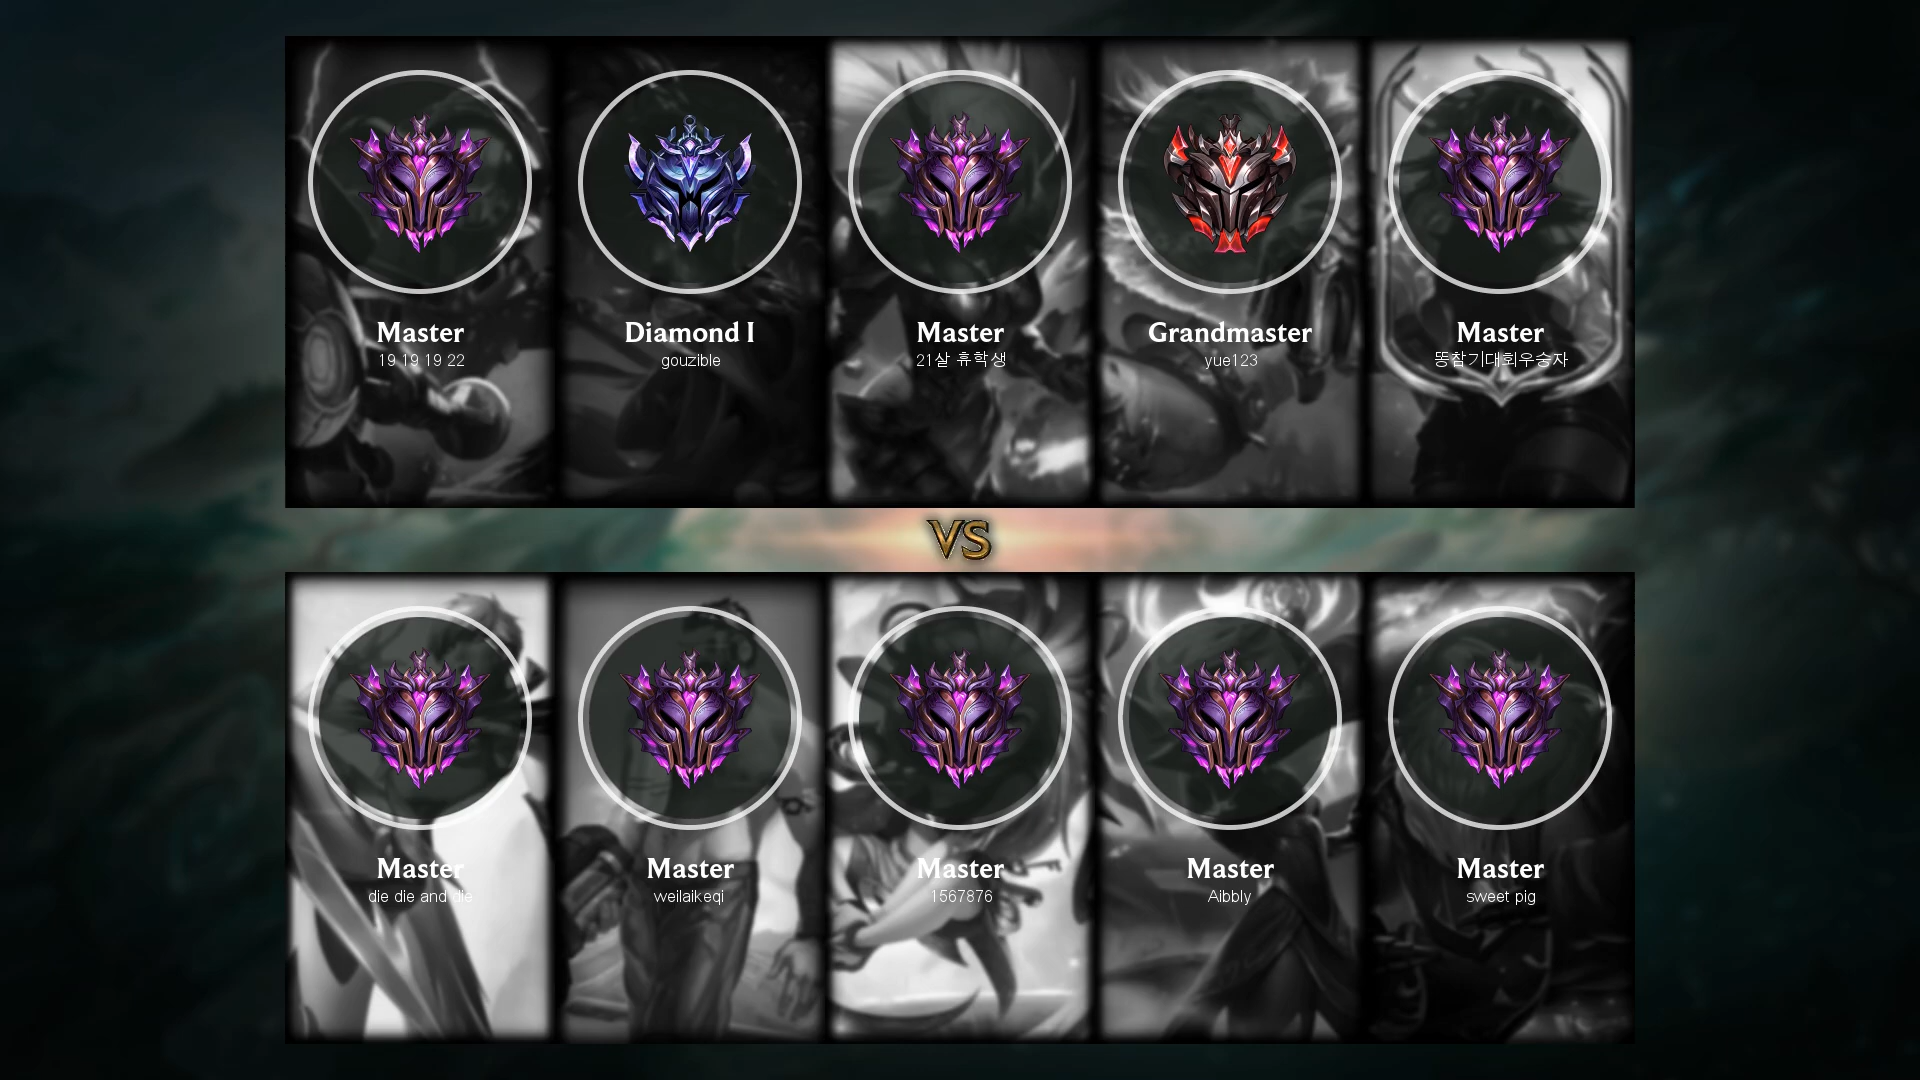 Master
19 19 19 22
Diamond I
gouzible
Master
21살 휴학생
Grandmaster
yue123
Master
똥참기대회우승자
VS
Master
die die and die
Master
weilaikeqi
Master
1567876
Master
Aibbly
Master
sweet pig